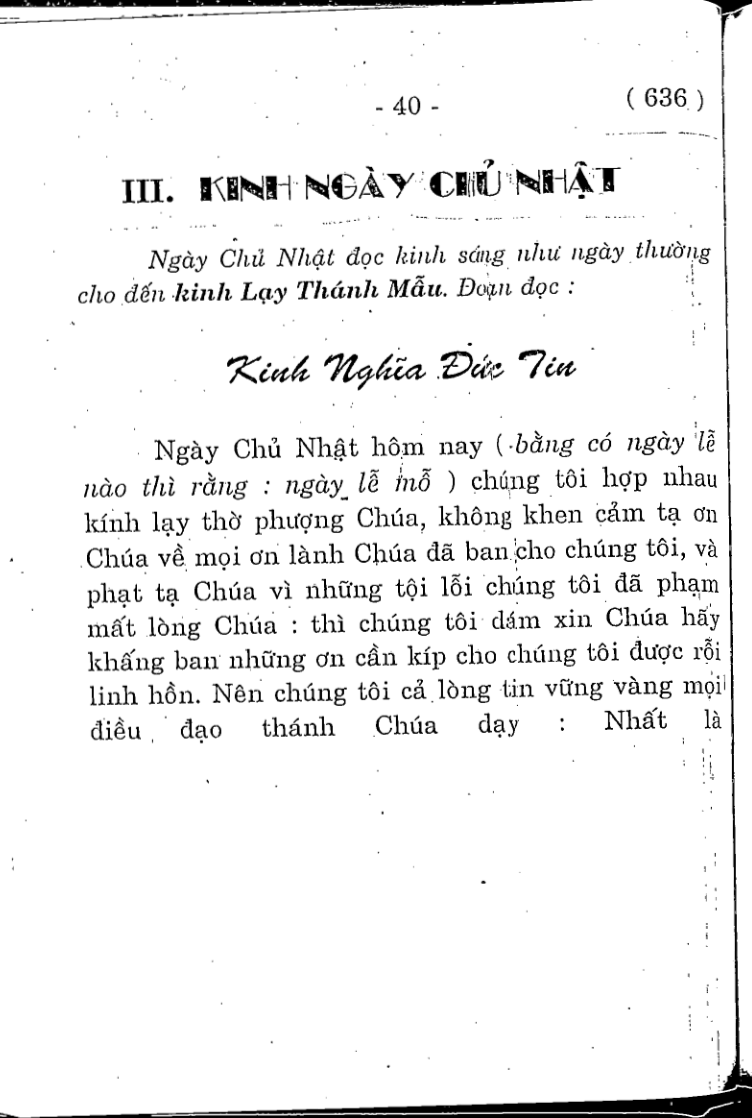 - 40 -
( 636 )
III. KINH NGÀY CHỦ NHẬT
Ngày Chủ Nhật đọc kinh sáng như ngày thường
cho đến kinh Lạy Thánh Mẫu. Đoạn đọc :
Kinh Nghĩa Đức Tin
Ngày Chủ Nhật hôm nay ( bằng có ngày lễ
nào thì rằng : ngày lễ mỗ ) chúng tôi hợp nhau
kính lạy thờ phượng Chúa, không khen cảm tạ ơn
Chúa về mọi ơn lành Chúa đã ban cho chúng tôi, và
phạt tạ Chúa vì những tội lỗi chúng tôi đã phạm
mất lòng Chúa : thì chúng tôi dám xin Chúa hãy
khấng ban những ơn cần kíp cho chúng tôi được rỗi
linh hồn. Nên chúng tôi cả lòng tin vững vàng mọi
điều đạo thánh Chúa dạy : Nhất là